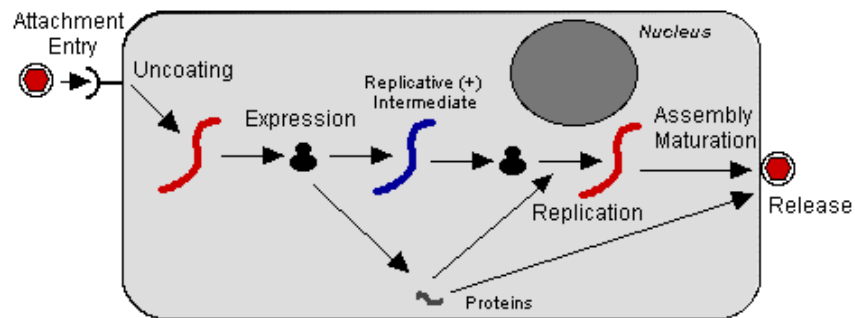 Attachment
Entry
Nucleus
Uncoating
Replicative (+)
Intermediate
Expression
Assembly
Maturation
Replication
Release
Proteins